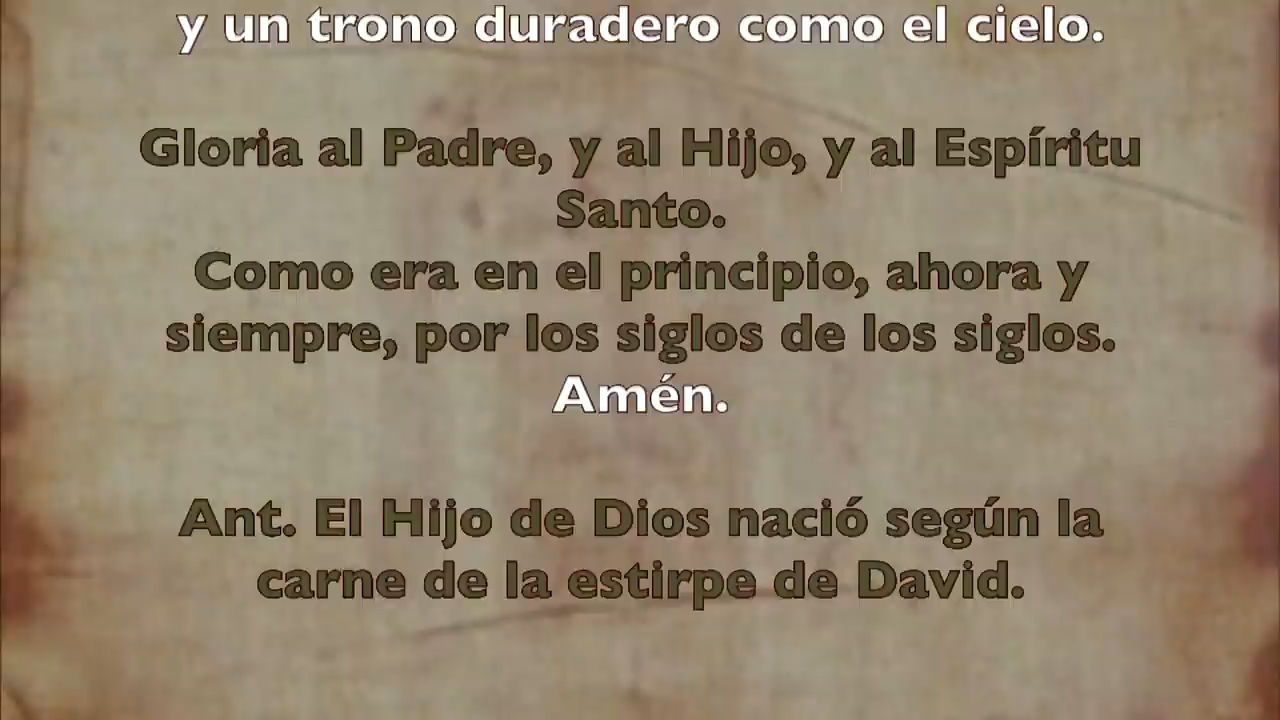 y un trono duradero como el cielo.
Gloria al Padre, y al Hijo, y al Espíritu
Santo.
Como era en el principio, ahora y
siempre, por los siglos de los siglos.
Amén.
Ant. El Hijo de Dios nació según la
carne de la estirpe de David.